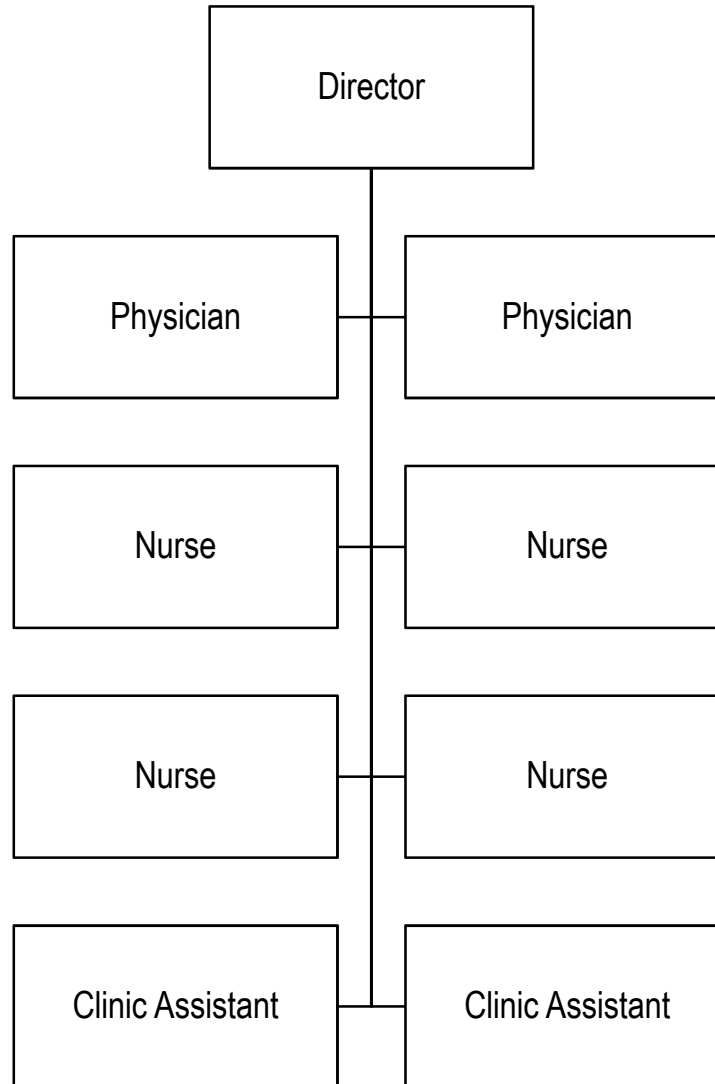 Director
Physician
Physician
Nurse
Nurse
Nurse
Nurse
Clinic Assistant
Clinic Assistant